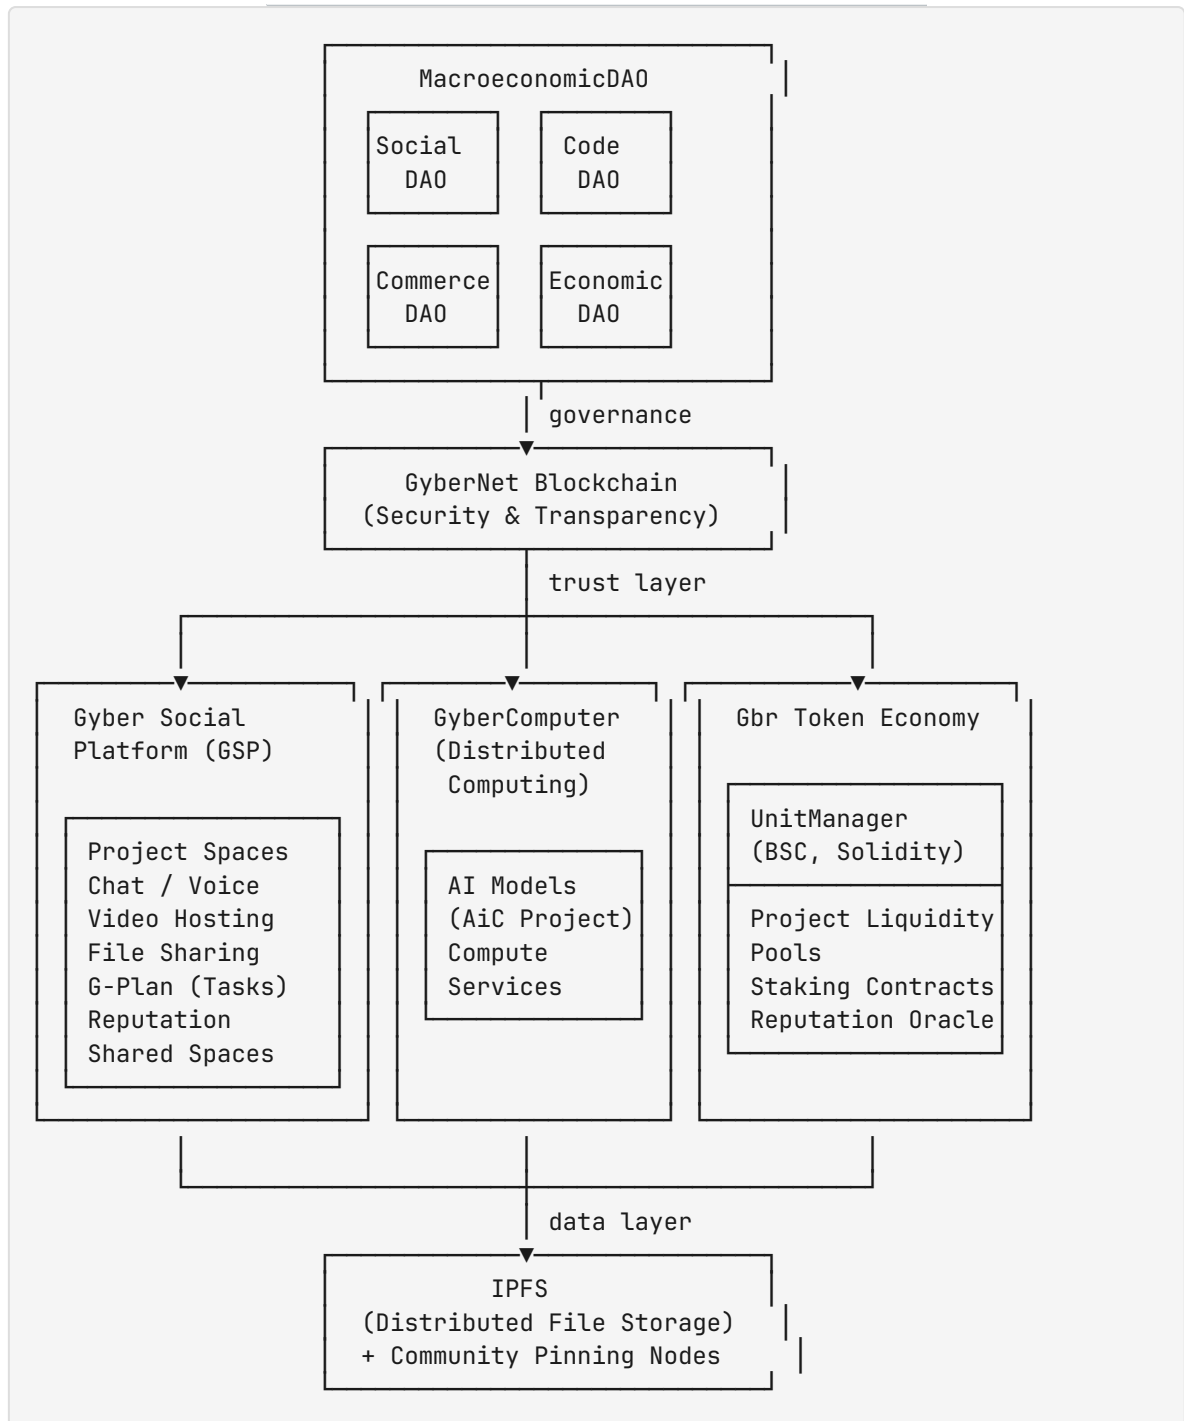 MacroeconomicDAO
Social Code
DAO DAO
Commerce Economic
DAO DAO
governance
GyberNet Blockchain
(Security & Transparency)
trust layer
Gyber Social
Platform (GSP)
Project Spaces
Chat / Voice
Video Hosting
File Sharing
G-Plan (Tasks)
Reputation
Shared Spaces
GyberComputer
(Distributed
Computing)
AI Models
(AiC Project)
Compute
Services
Gbr Token Economy
UnitManager
(BSC, Solidity)
Project Liquidity
Pools
Staking Contracts
Reputation Oracle
data layer
IPFS
(Distributed File Storage)
+ Community Pinning Nodes